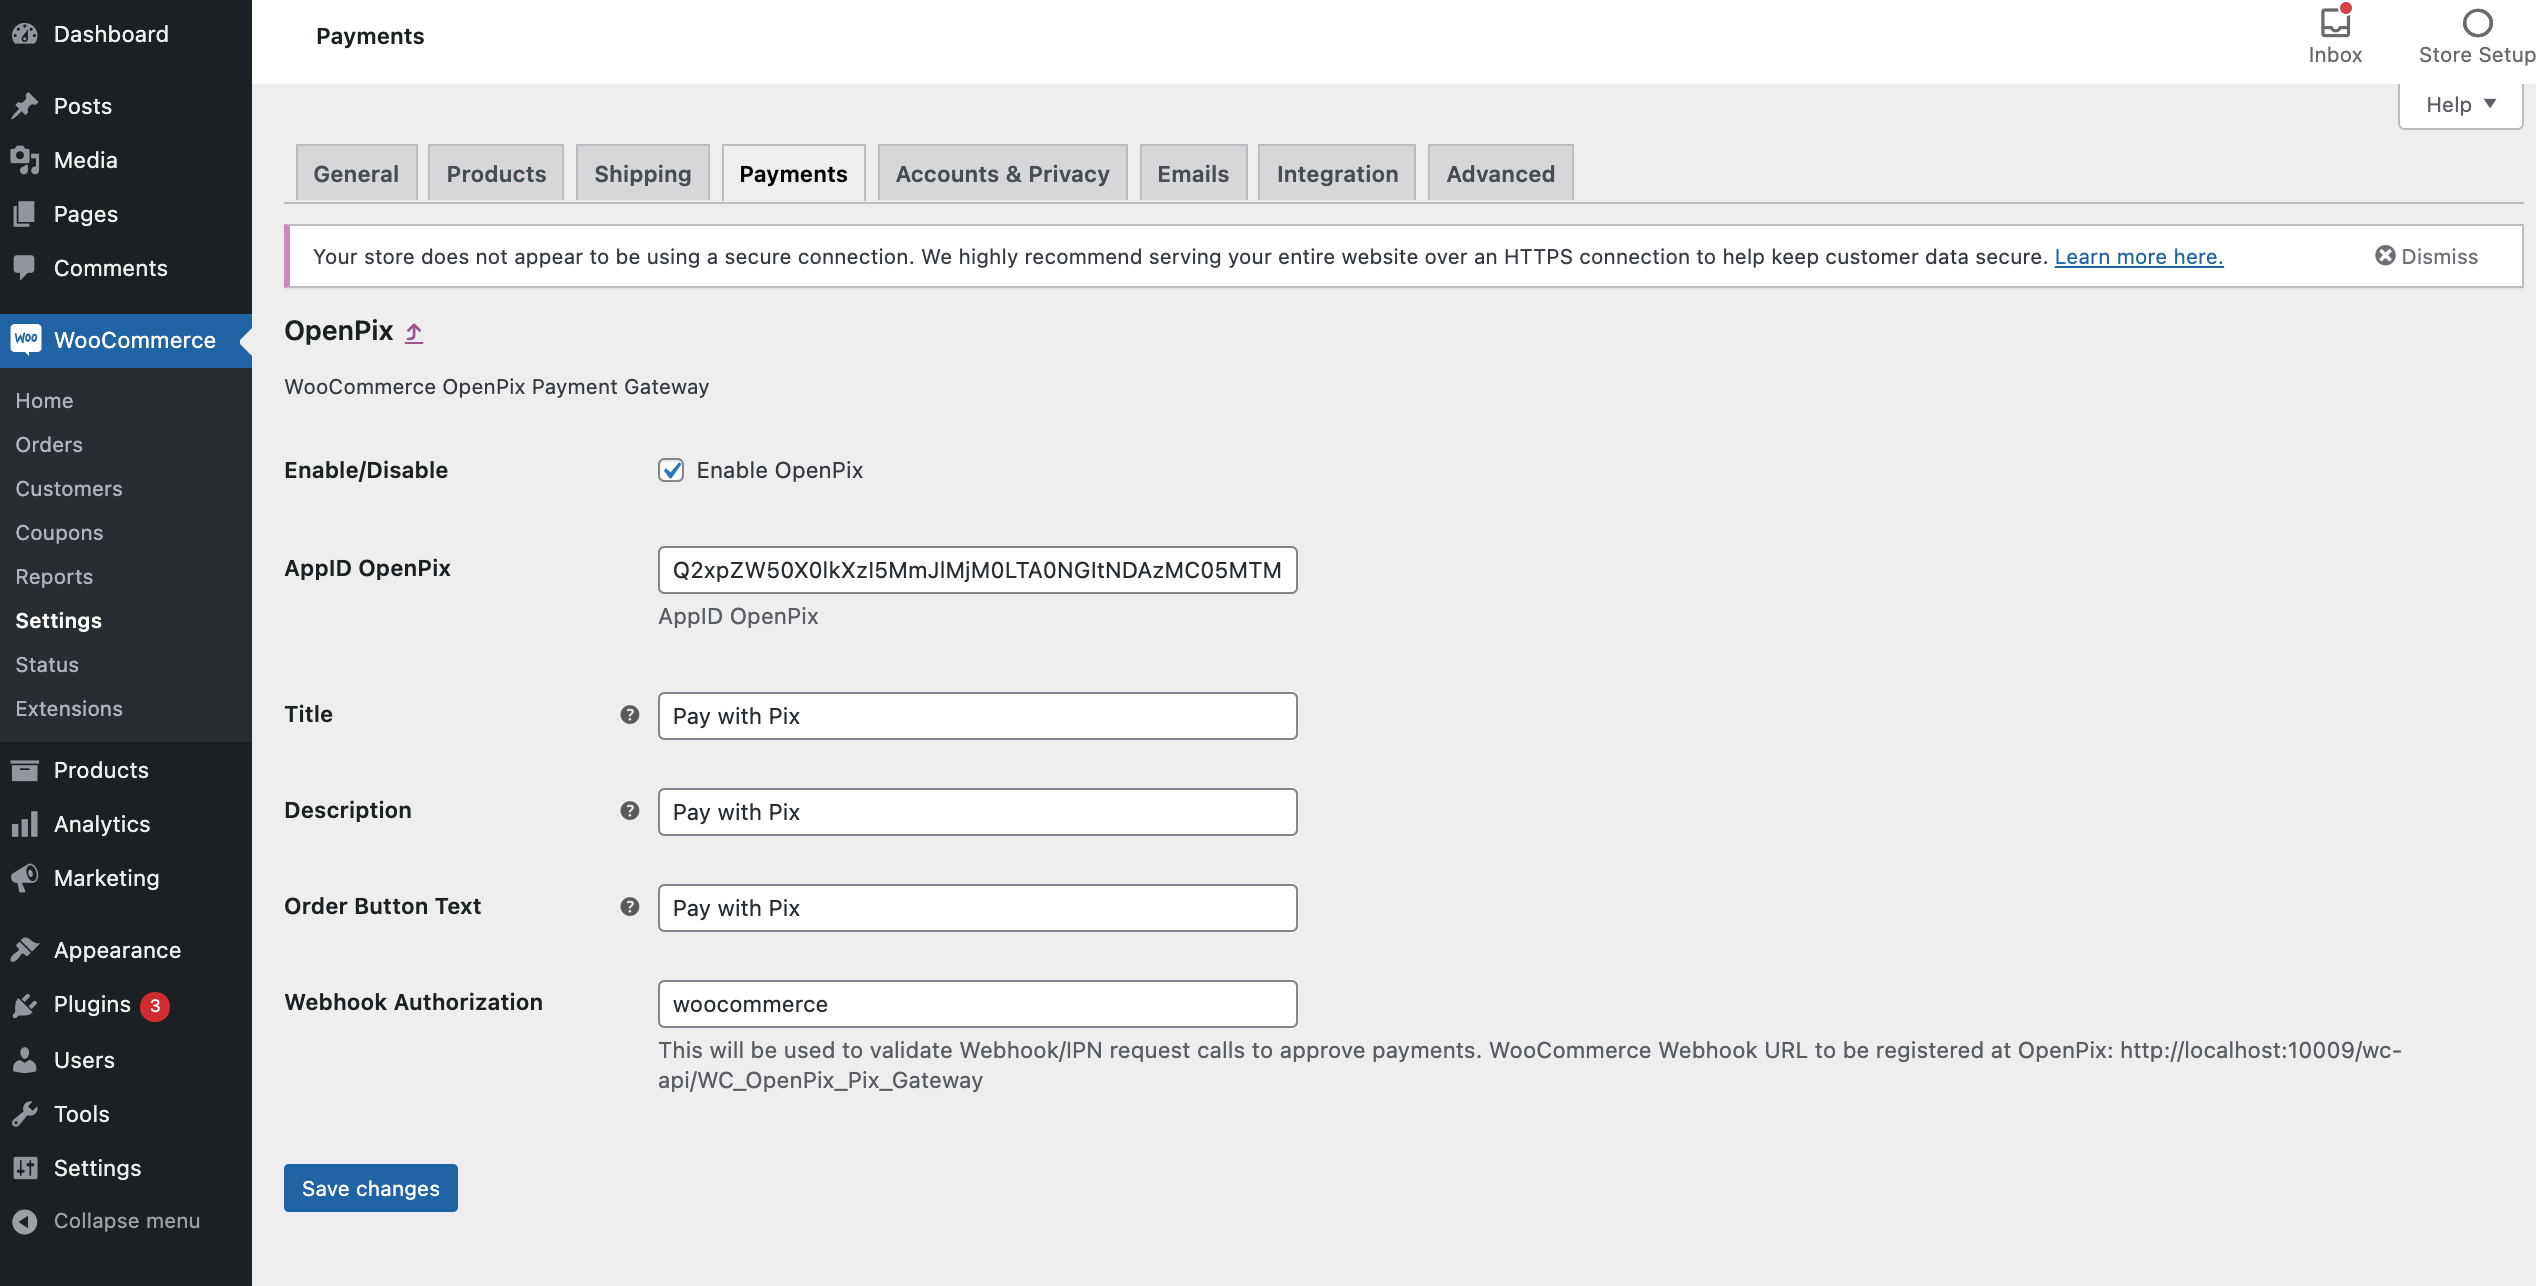 Dashboard
Posts
Media
Pages
Comments
Woo WooCommerce
Home
Orders
Customers
Coupons
Reports
Settings
Status
Extensions
Products
Analytics
Marketing
Appearance
Plugins 3
Users
Tools
Settings
Collapse menu
Payments
Inbox
Store Setup
Help
General
Products
Shipping
Payments
Accounts & Privacy
Emails
Integration
Advanced
Your store does not appear to be using a secure connection. We highly recommend serving your entire website over an HTTPS connection to help keep customer data secure. Learn more here.
Dismiss
OpenPix
WooCommerce OpenPix Payment Gateway
Enable/Disable
Enable OpenPix
AppID OpenPix
Q2xpZW50X0lkXzI5MmJlMjM0LTA0NGItNDAzMC05MTM
AppID OpenPix
Title ?
Pay with Pix
Description ?
Pay with Pix
Order Button Text ?
Pay with Pix
Webhook Authorization
woocommerce
This will be used to validate Webhook/IPN request calls to approve payments. WooCommerce Webhook URL to be registered at OpenPix: http://localhost:10009/wc-
api/WC_OpenPix_Pix_Gateway
Save changes